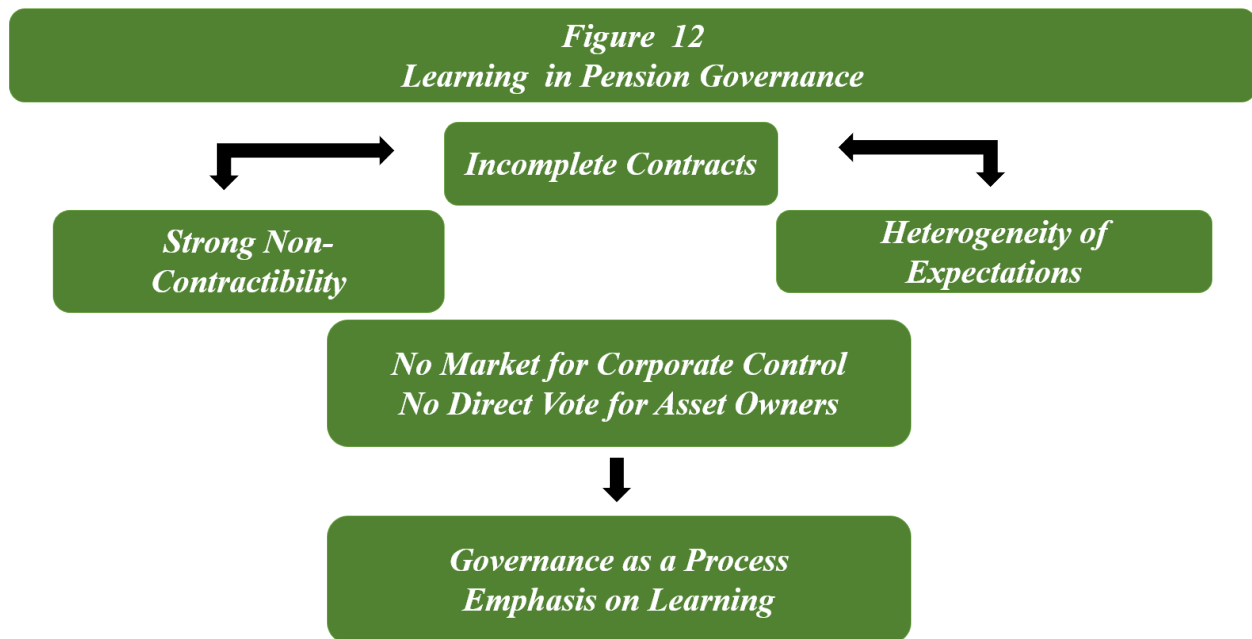 Figure 12
Learning in Pension Governance
Incomplete Contracts
Strong Non-
Contractibility
Heterogeneity of
Expectations
No Market for Corporate Control
No Direct Vote for Asset Owners
Governance as a Process
Emphasis on Learning